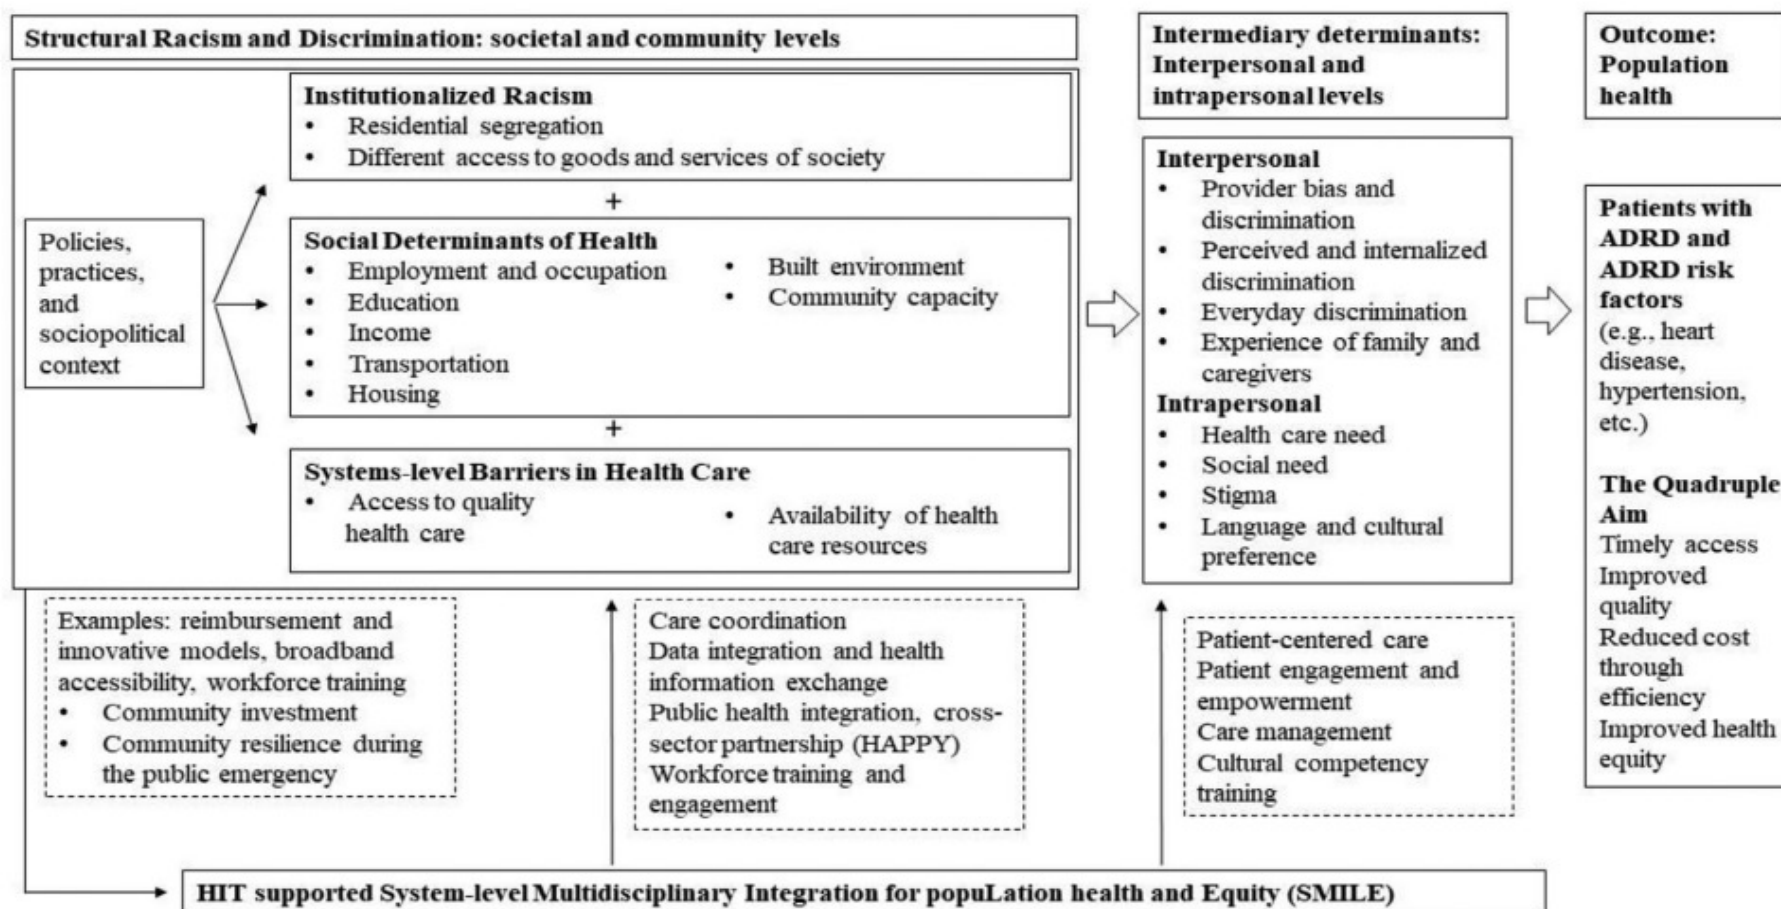 Structural Racism and Discrimination: societal and community levels
Institutionalized Racism
• Residential segregation
• Different access to goods and services of society
+
Policies,
practices,
and
sociopolitical
context
Social Determinants of Health
• Employment and occupation
• Education
• Income
• Transportation
• Housing
• Built environment
• Community capacity
+
Systems-level Barriers in Health Care
• Access to quality
health care
• Availability of health
care resources
Intermediary determinants:
Interpersonal and
intrapersonal levels
Interpersonal
• Provider bias and
discrimination
• Perceived and internalized
discrimination
• Everyday discrimination
• Experience of family and
caregivers
Intrapersonal
• Health care need
• Social need
• Stigma
• Language and cultural
preference
Outcome:
Population
health
Patients with
ADRD and
ADRD risk
factors
(e.g., heart
disease,
hypertension,
etc.)
The Quadruple
Aim
Timely access
Improved
quality
Reduced cost
through
efficiency
Improved health
equity
Examples: reimbursement and
innovative models, broadband
accessibility, workforce training
• Community investment
• Community resilience during
the public emergency
Care coordination
Data integration and health
information exchange
Public health integration, cross-
sector partnership (HAPPY)
Workforce training and
engagement
Patient-centered care
Patient engagement and
empowerment
Care management
Cultural competency
training
HIT supported System-level Multidisciplinary Integration for popuLation health and Equity (SMILE)